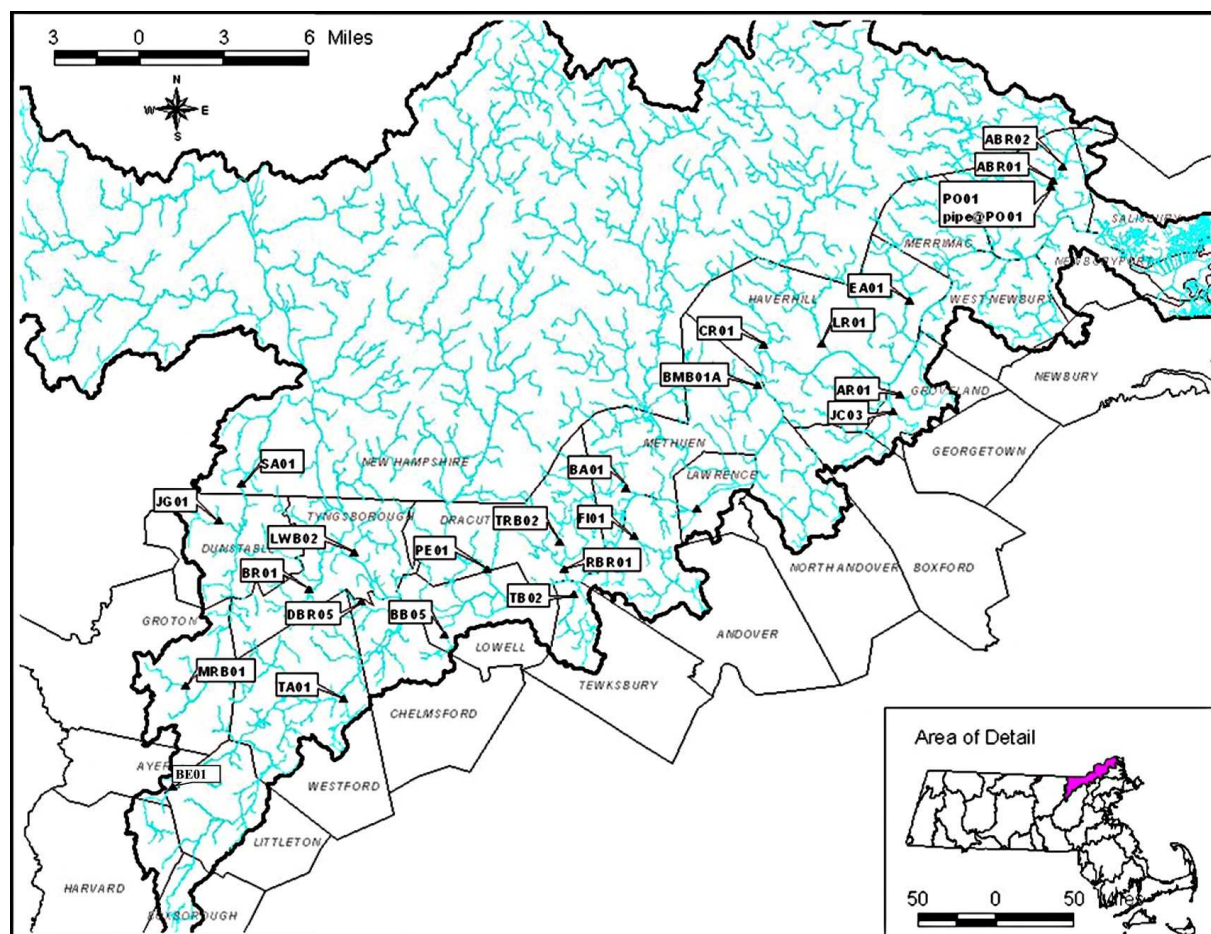 3 0 3 6 Miles
N
W E
S
ABR02
ABR01
PO01
pipe@PO01
SALISBURY
MERRIMAC
NEWBURYPORT
EA01
HAVERHILL
WEST NEWBURY
CR01
LR01
BMB01A
NEWBURY
AR01
GROVELAND
JC03
METHUEN
GEORGETOWN
SA01
NEW HAMPSHIRE
BA01
LAWRENCE
JG01
TYNGSBOROUGH
DRACUT
TRB02
FI01
DUNSTABLE
LWB02
PE01
RBR01
NORTH ANDOVER
BOXFORD
BR01
TB02
DBR05
BB05
GROTON
ANDOVER
LOWELL
MRB01
TA01
TEWKSBURY
CHELMSFORD
AYER
BE01
WESTFORD
LITTLETON
HARVARD
BOXBOROUGH
Area of Detail
50 0 50 Miles